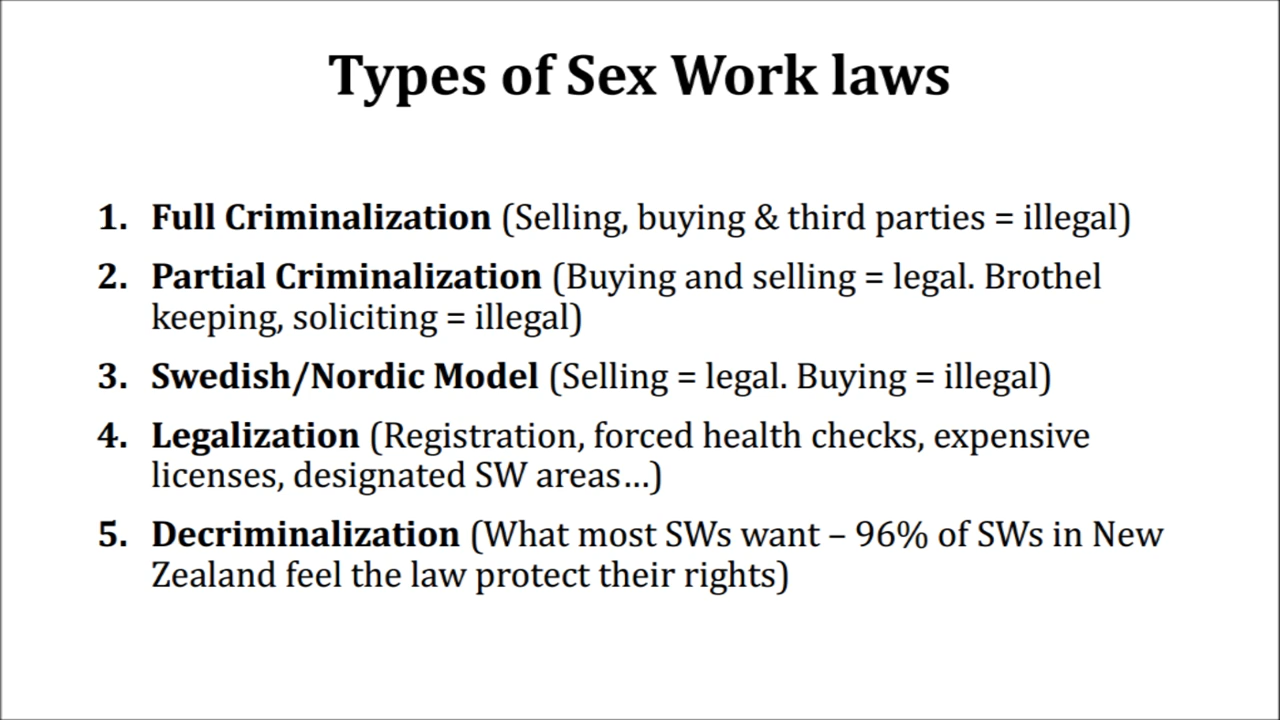 Types of Sex Work laws
1. Full Criminalization (Selling, buying & third parties = illegal)
2. Partial Criminalization (Buying and selling = legal. Brothel
keeping, soliciting = illegal)
3. Swedish/Nordic Model (Selling = legal. Buying = illegal)
4. Legalization (Registration, forced health checks, expensive
licenses, designated SW areas…)
5. Decriminalization (What most SWs want – 96% of SWs in New
Zealand feel the law protect their rights)